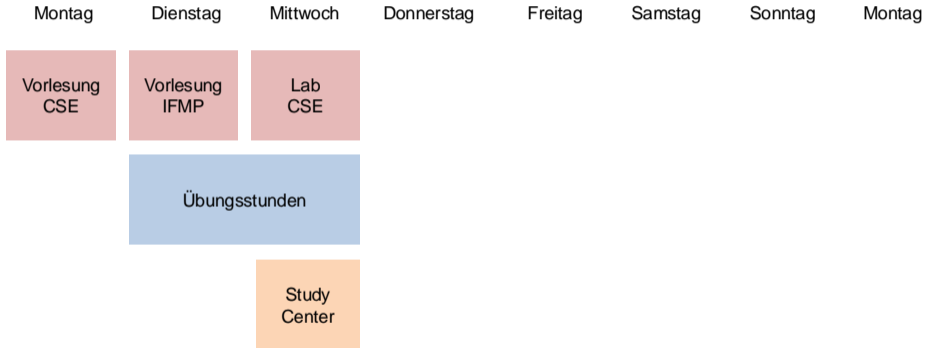 Montag Dienstag Mittwoch Donnerstag Freitag Samstag Sonntag Montag
Vorlesung CSE
Vorlesung IFMP
Lab CSE
Übungsstunden
Study
Center